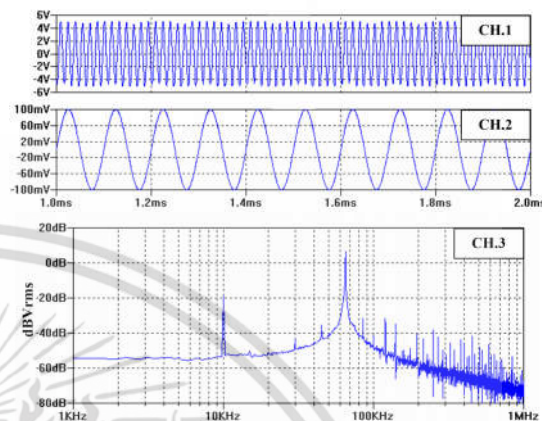 6V
4V
2V
0V
-2V
-4V
-6V
CH.1
100mV
60mV
20mV
-20mV
-60mV
-100mV
CH.2
1.0ms 1.2ms 1.4ms 1.6ms 1.8ms 2.0ms
20dB
0dB
-20dB
-40dB
-60dB
-80dB
dBVrms
CH.3
1KHz 10KHz 100KHz 1MHz